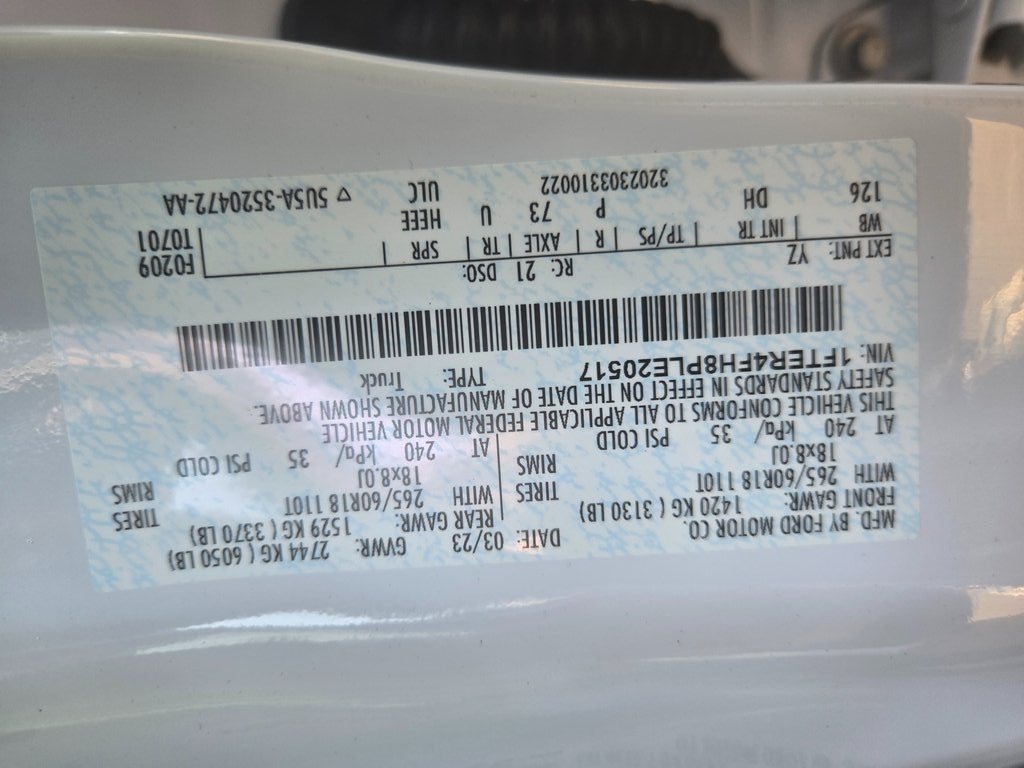 MFD. BY FORD MOTOR CO.
DATE: 03/23 GVWR: 2744 KG ( 6050 LB)
FRONT GAWR: 1420 KG ( 3130 LB) REAR GAWR: 1529 KG ( 3370 LB)
WITH 265/60R18 110T TIRES WITH 265/60R18 110T TIRES
18x8.0J RIMS 18x8.0J RIMS
AT 240 kPa/ 35 PSI COLD AT 240 kPa/ 35 PSI COLD
THIS VEHICLE CONFORMS TO ALL APPLICABLE FEDERAL MOTOR VEHICLE
SAFETY STANDARDS IN EFFECT ON THE DATE OF MANUFACTURE SHOWN ABOVE.
VIN: 1FTER4FH8PLE20517 TYPE: Truck
EXT PNT: YZ RC: 21 DSO: F0209
WB | INT TR | TP/PS | R | AXLE | TR | SPR | T0701
126 DH P 73 U HEEE
3202303310022 ULC ▽ 5U5A-3520472-AA